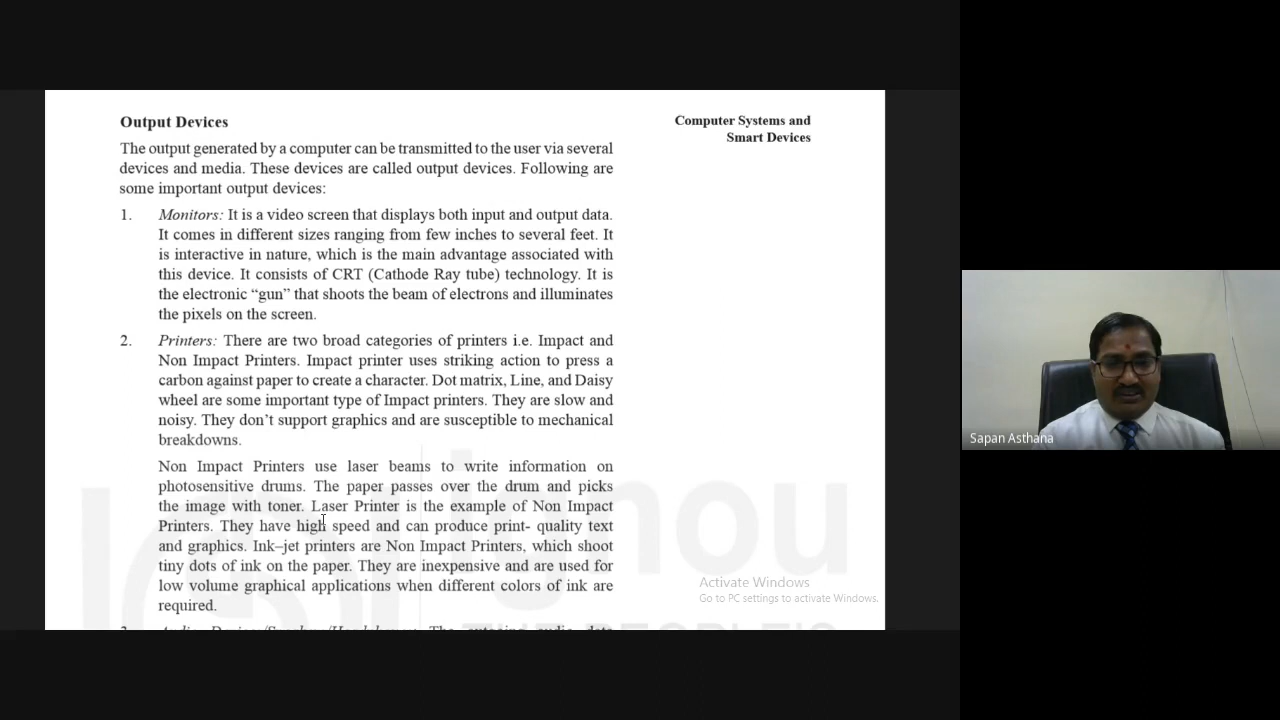 Output Devices
Computer Systems and
Smart Devices
The output generated by a computer can be transmitted to the user via several
devices and media. These devices are called output devices. Following are
some important output devices:
1. Monitors: It is a video screen that displays both input and output data.
It comes in different sizes ranging from few inches to several feet. It
is interactive in nature, which is the main advantage associated with
this device. It consists of CRT (Cathode Ray tube) technology. It is
the electronic “gun” that shoots the beam of electrons and illuminates
the pixels on the screen.
2. Printers: There are two broad categories of printers i.e. Impact and
Non Impact Printers. Impact printer uses striking action to press a
carbon against paper to create a character. Dot matrix, Line, and Daisy
wheel are some important type of Impact printers. They are slow and
noisy. They don’t support graphics and are susceptible to mechanical
breakdowns.
Non Impact Printers use laser beams to write information on
photosensitive drums. The paper passes over the drum and picks
the image with toner. Laser Printer is the example of Non Impact
Printers. They have high speed and can produce print- quality text
and graphics. Ink–jet printers are Non Impact Printers, which shoot
tiny dots of ink on the paper. They are inexpensive and are used for
low volume graphical applications when different colors of ink are
required.
ignou
Activate Windows
Go to PC settings to activate Windows.
Sapan Asthana